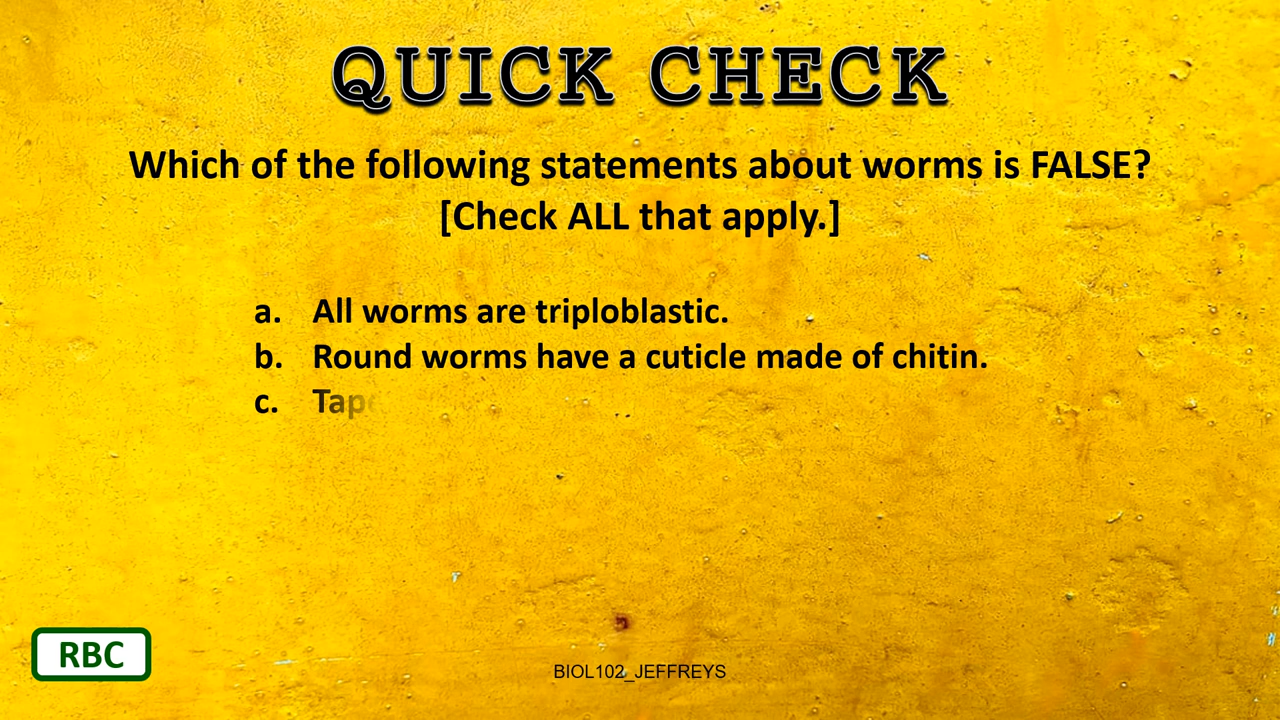 QUICK CHECK
Which of the following statements about worms is FALSE?
[Check ALL that apply.]
a. All worms are triploblastic.
b. Round worms have a cuticle made of chitin.
c.
RBC
BIOL102_JEFFREYS